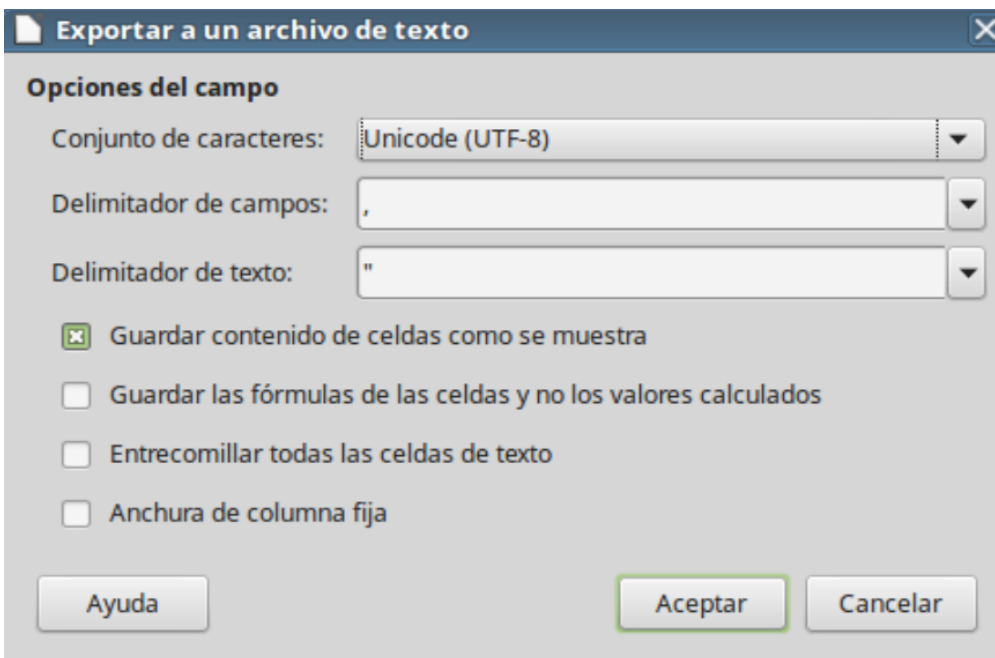 Exportar a un archivo de texto
Opciones del campo
Conjunto de caracteres: Unicode (UTF-8)
Delimitador de campos: ,
Delimitador de texto: "
Guardar contenido de celdas como se muestra
Guardar las fórmulas de las celdas y no los valores calculados
Entrecomillar todas las celdas de texto
Anchura de columna fija
Ayuda Aceptar Cancelar